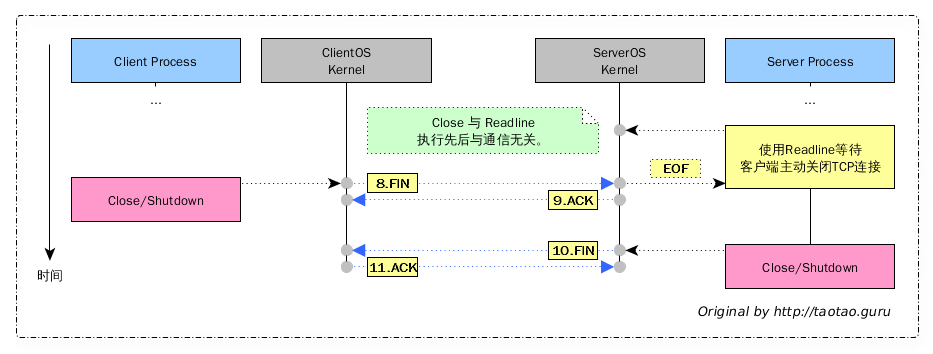 Client Process
ClientOS
Kernel
ServerOS
Kernel
Server Process
...
...
Close 与 Readline
执行先后与通信无关。
使用Readline等待
客户端主动关闭TCP连接
EOF
8.FIN
Close/Shutdown
9.ACK
10.FIN
11.ACK
Close/Shutdown
时间
Original by http://taotao.guru